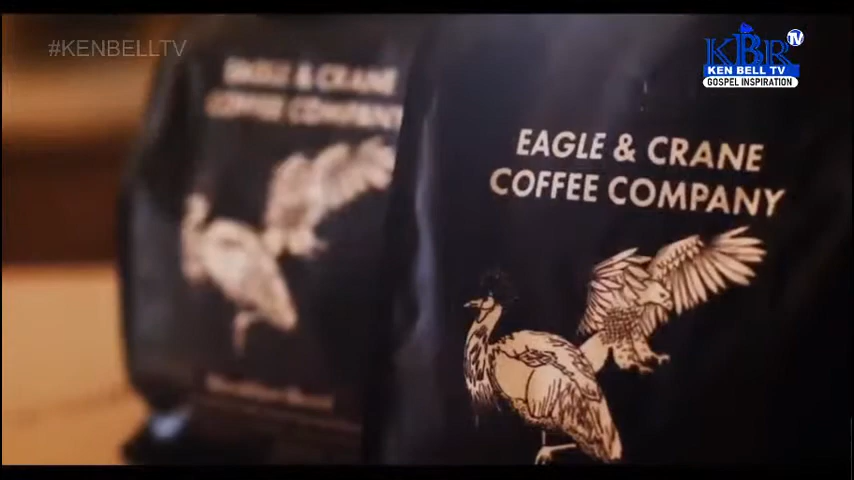 #KENBELLTV
KBR TV
KEN BELL TV
GOSPEL INSPIRATION
EAGLE & CRANE
COFFEE COMPANY
EAGLE & CRANE
COFFEE COMPANY